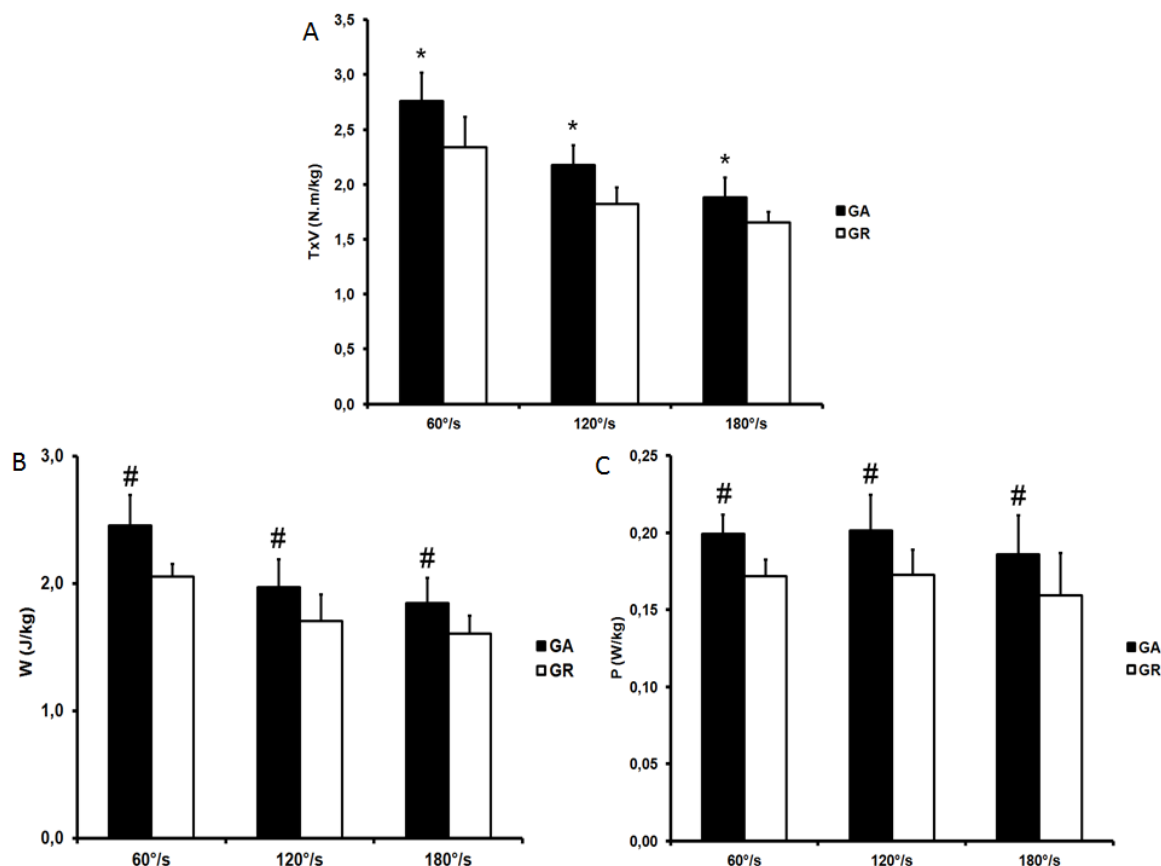 A
TxV (N.m/kg)
3,5
3,0
2,5
2,0
1,5
1,0
0,5
0,0
*
*
*
60°/s 120°/s 180°/s
GA
GR
B
W (J/kg)
3,0
2,0
1,0
0,0
#
#
#
60°/s 120°/s 180°/s
GA
GR
C
P (W/kg)
0,25
0,20
0,15
0,10
0,05
0,00
#
#
#
60°/s 120°/s 180°/s
GA
GR